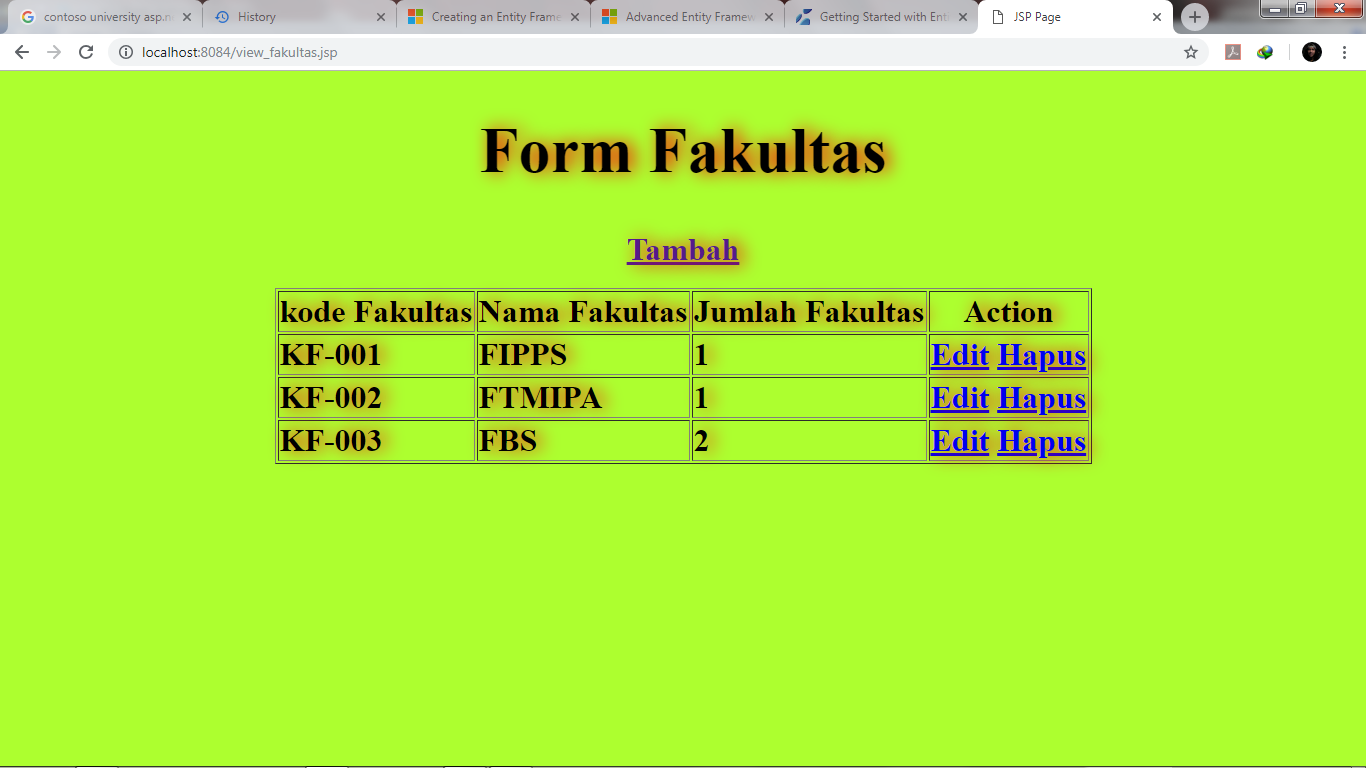 contoso university asp.n
History
Creating an Entity Frame
Advanced Entity Framew
Getting Started with Enti
JSP Page
localhost:8084/view_fakultas.jsp
Form Fakultas
Tambah
kode Fakultas Nama Fakultas Jumlah Fakultas Action
KF-001 FIPPS 1 Edit Hapus
KF-002 FTMIPA 1 Edit Hapus
KF-003 FBS 2 Edit Hapus